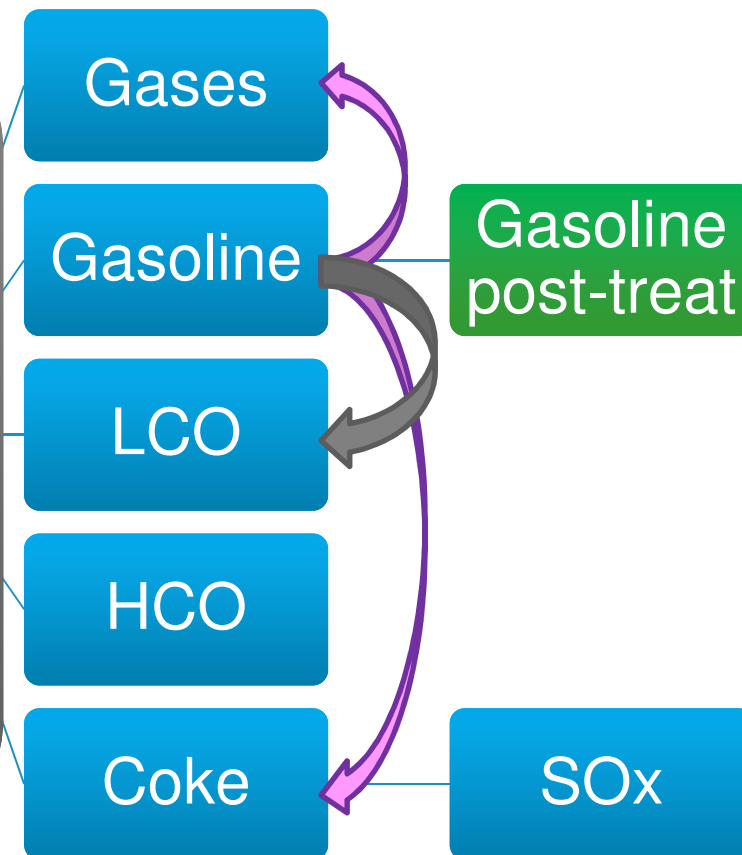 Gases
Gasoline
Gasoline
post-treat
LCO
HCO
Coke
SOx